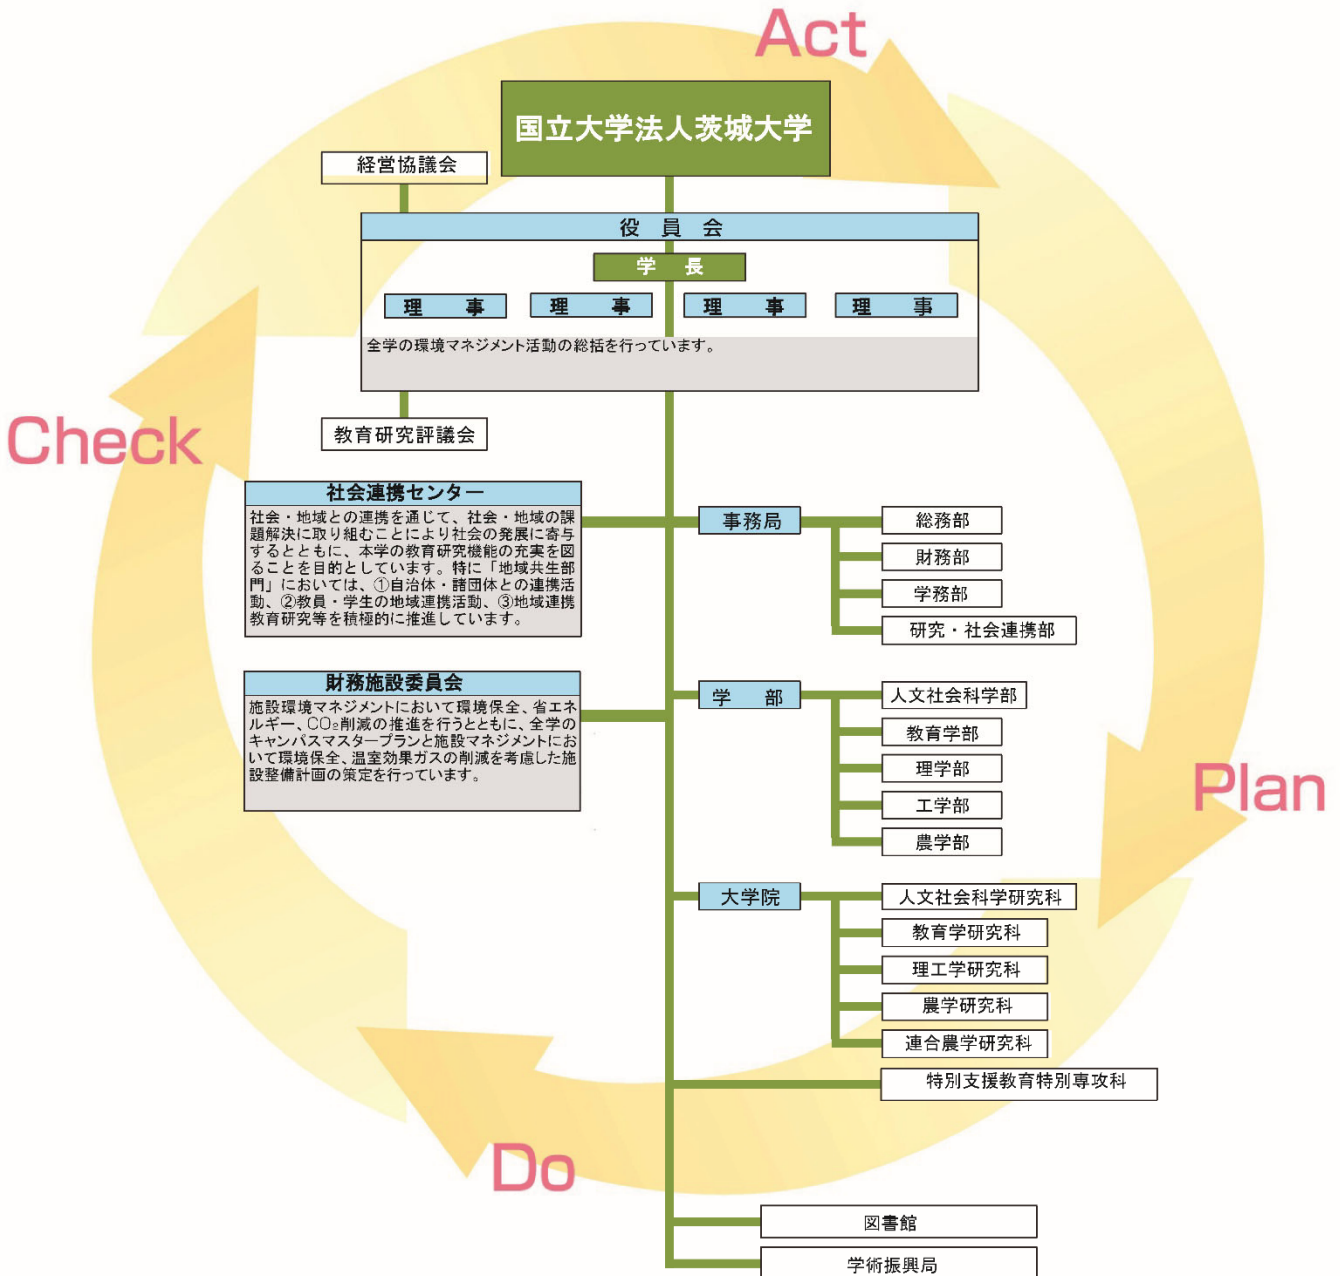 Act
国立大学法人茨城大学
経営協議会
役 員 会
学 長
理 事
理 事
理 事
理 事
全学の環境マネジメント活動の総括を行っています。
Check
教育研究評議会
社会連携センター
社会・地域との連携を通じて、社会・地域の課
題解決に取り組むことにより社会の発展に寄与
するとともに、本学の教育研究機能の充実を図
ることを目的としています。特に「地域共生部
門」においては、①自治体・諸団体との連携活
動、②教員・学生の地域連携活動、③地域連携
教育研究等を積極的に推進しています。
事務局
総務部
財務部
学務部
研究・社会連携部
財務施設委員会
施設環境マネジメントにおいて環境保全、省エネ
ルギー、CO₂削減の推進を行うとともに、全学の
キャンパスマスタープランと施設マネジメントにお
いて環境保全、温室効果ガスの削減を考慮した施
設整備計画の策定を行っています。
学 部
人文社会科学部
教育学部
理学部
工学部
農学部
Plan
大学院
人文社会科学研究科
教育学研究科
理工学研究科
農学研究科
連合農学研究科
特別支援教育特別専攻科
Do
図書館
学術振興局